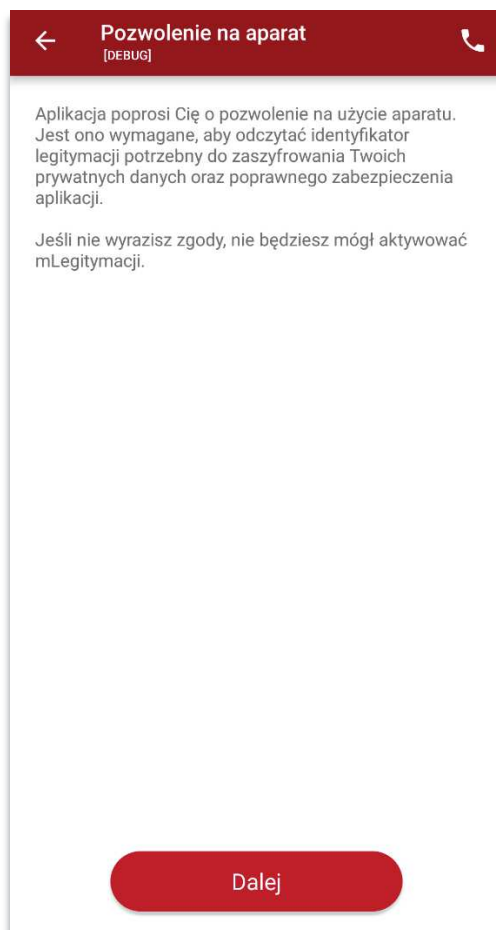 Pozwolenie na aparat
[DEBUG]
Aplikacja poprosi Cię o pozwolenie na użycie aparatu.
Jest ono wymagane, aby odczytać identyfikator
legitymacji potrzebny do zaszyfrowania Twoich
prywatnych danych oraz poprawnego zabezpieczenia
aplikacji.
Jeśli nie wyrazisz zgody, nie będziesz mógł aktywować
mLegitymacji.
Dalej